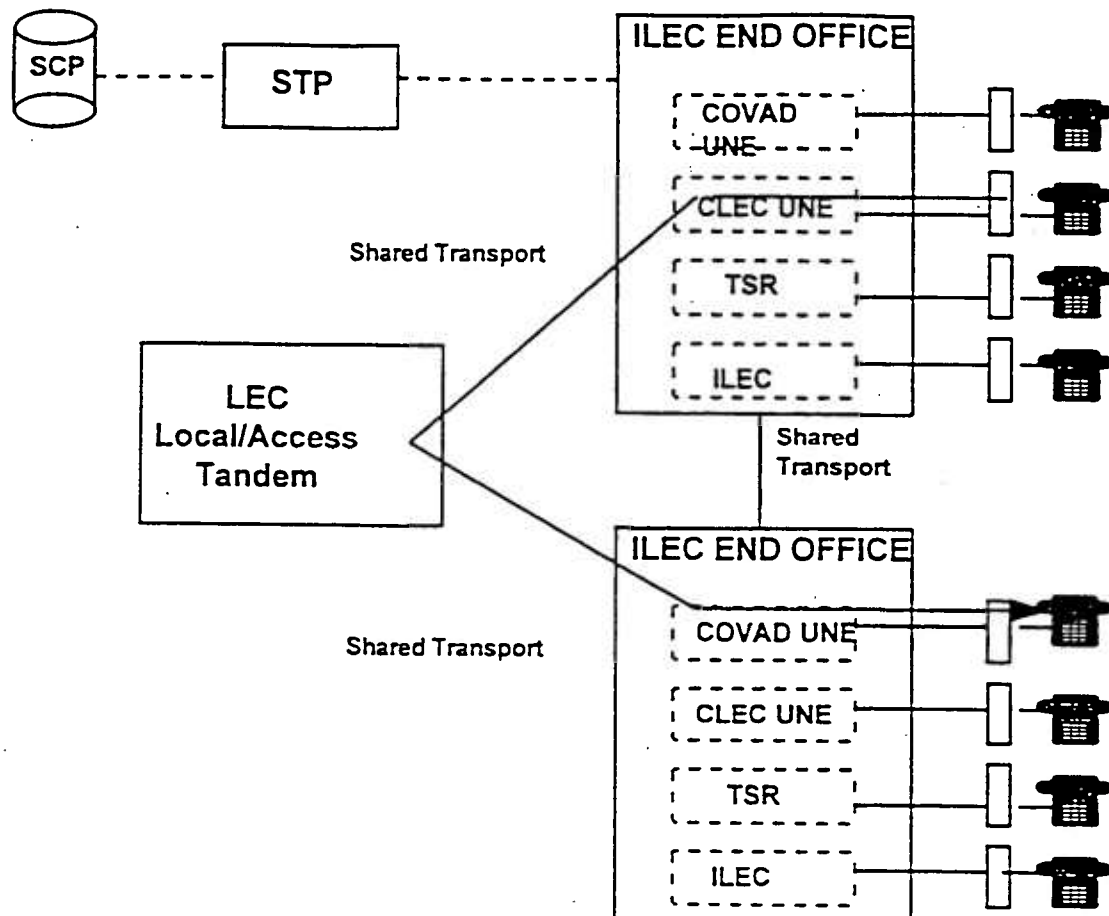 ILEC END OFFICE
SCP
STP
COVAD
UNE
CLEC UNE
Shared Transport
TSR
ILEC
LEC
Local/Access
Tandem
Shared
Transport
ILEC END OFFICE
COVAD UNE
Shared Transport
CLEC UNE
TSR
ILEC